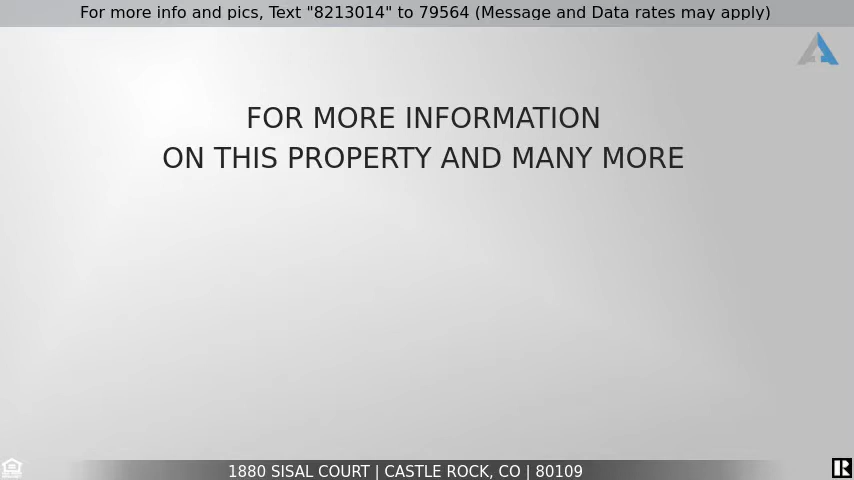 For more info and pics, Text "8213014" to 79564 (Message and Data rates may apply)
FOR MORE INFORMATION
ON THIS PROPERTY AND MANY MORE
1880 SISAL COURT | CASTLE ROCK, CO | 80109